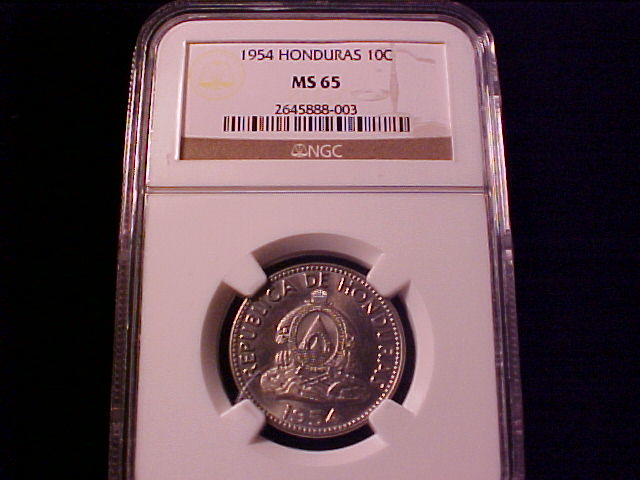 1954 HONDURAS 10C
MS 65
2645888-003
NGC
REPUBLICA DE HONDURAS
1954